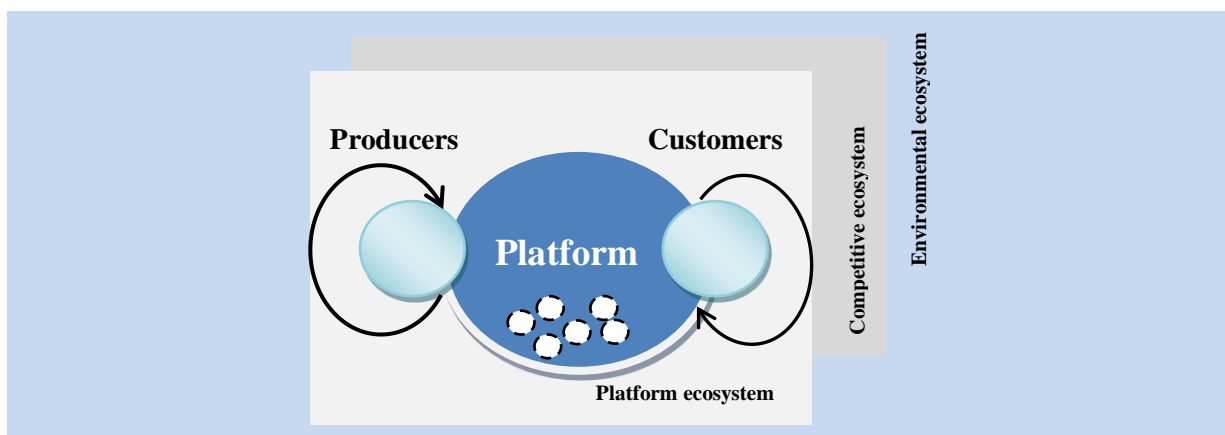 Producers
Customers
Platform
Platform ecosystem
Competitive ecosystem
Environmental ecosystem